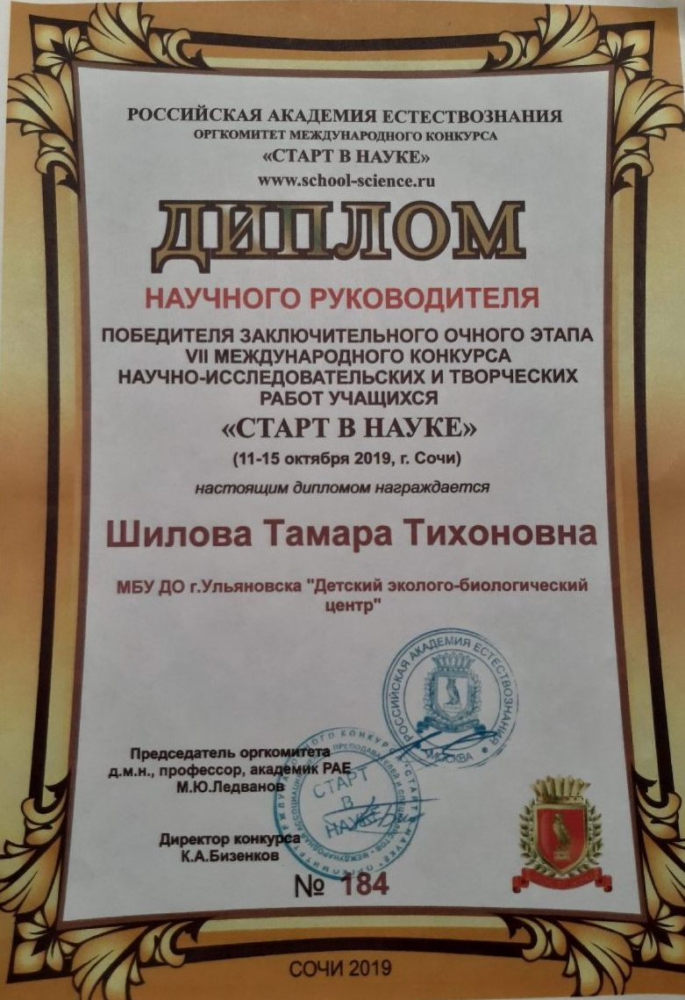 РОССИЙСКАЯ АКАДЕМИЯ ЕСТЕСТВОЗНАНИЯ
ОРГКОМИТЕТ МЕЖДУНАРОДНОГО КОНКУРСА
«СТАРТ В НАУКЕ»
www.school-science.ru
ДИПЛОМ
НАУЧНОГО РУКОВОДИТЕЛЯ
ПОБЕДИТЕЛЯ ЗАКЛЮЧИТЕЛЬНОГО ОЧНОГО ЭТАПА
VII МЕЖДУНАРОДНОГО КОНКУРСА
НАУЧНО-ИССЛЕДОВАТЕЛЬСКИХ И ТВОРЧЕСКИХ
РАБОТ УЧАЩИХСЯ
«СТАРТ В НАУКЕ»
(11-15 октября 2019, г. Сочи)
настоящим дипломом награждается
Шилова Тамара Тихоновна
МБУ ДО г.Ульяновска "Детский эколого-биологический
центр"
РОССИЙСКАЯ АКАДЕМИЯ ЕСТЕСТВОЗНАНИЯ
МОСКВА
Председатель оргкомитета
д.м.н., профессор, академик РАЕ
М.Ю.Ледванов
СТАРТ
В
НАУКЕ
Директор конкурса
К.А.Бизенков
№ 184
СОЧИ 2019